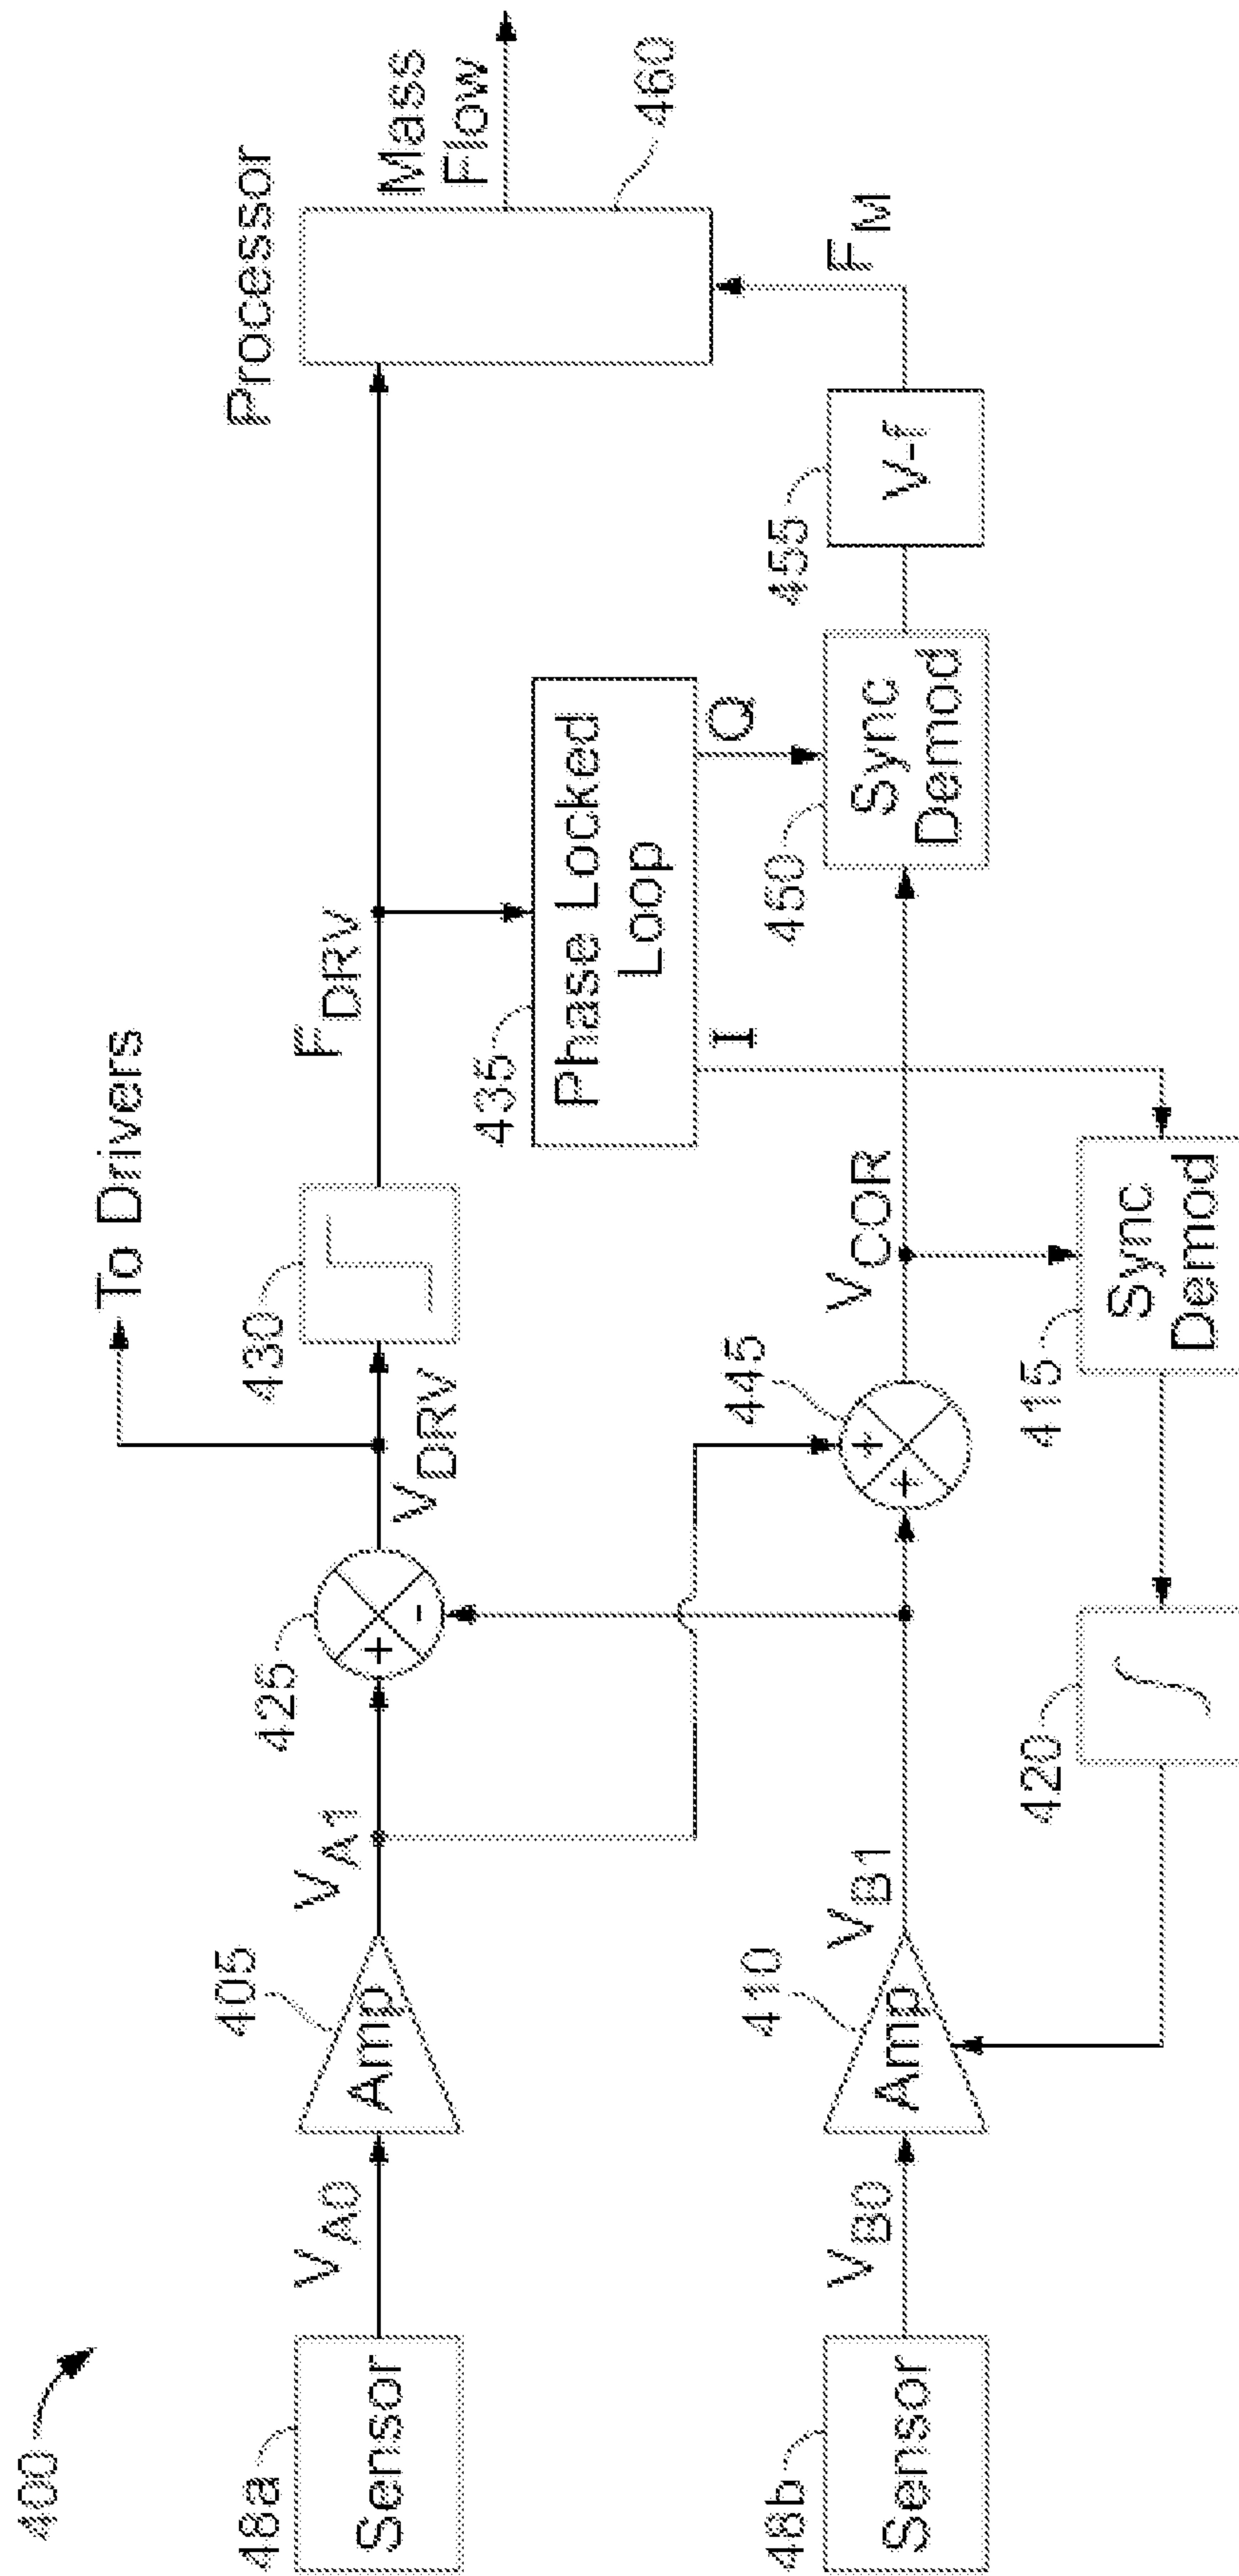 400
To Drivers
Processor
48a
Sensor
V_A0
405
Amp
V_A1
425
+
-
V_DRV
430
F_DRV
Mass
Flow
460
435
Phase Locked
Loop
I
Q
48b
Sensor
V_B0
410
Amp
V_B1
445
+
+
V_COR
450
Sync
Demod
455
V-f
F_M
420
∫
415
Sync
Demod